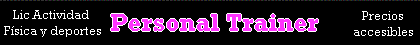 Lic Actividad
Física y deportes
Personal Trainer
Precios
accesibles